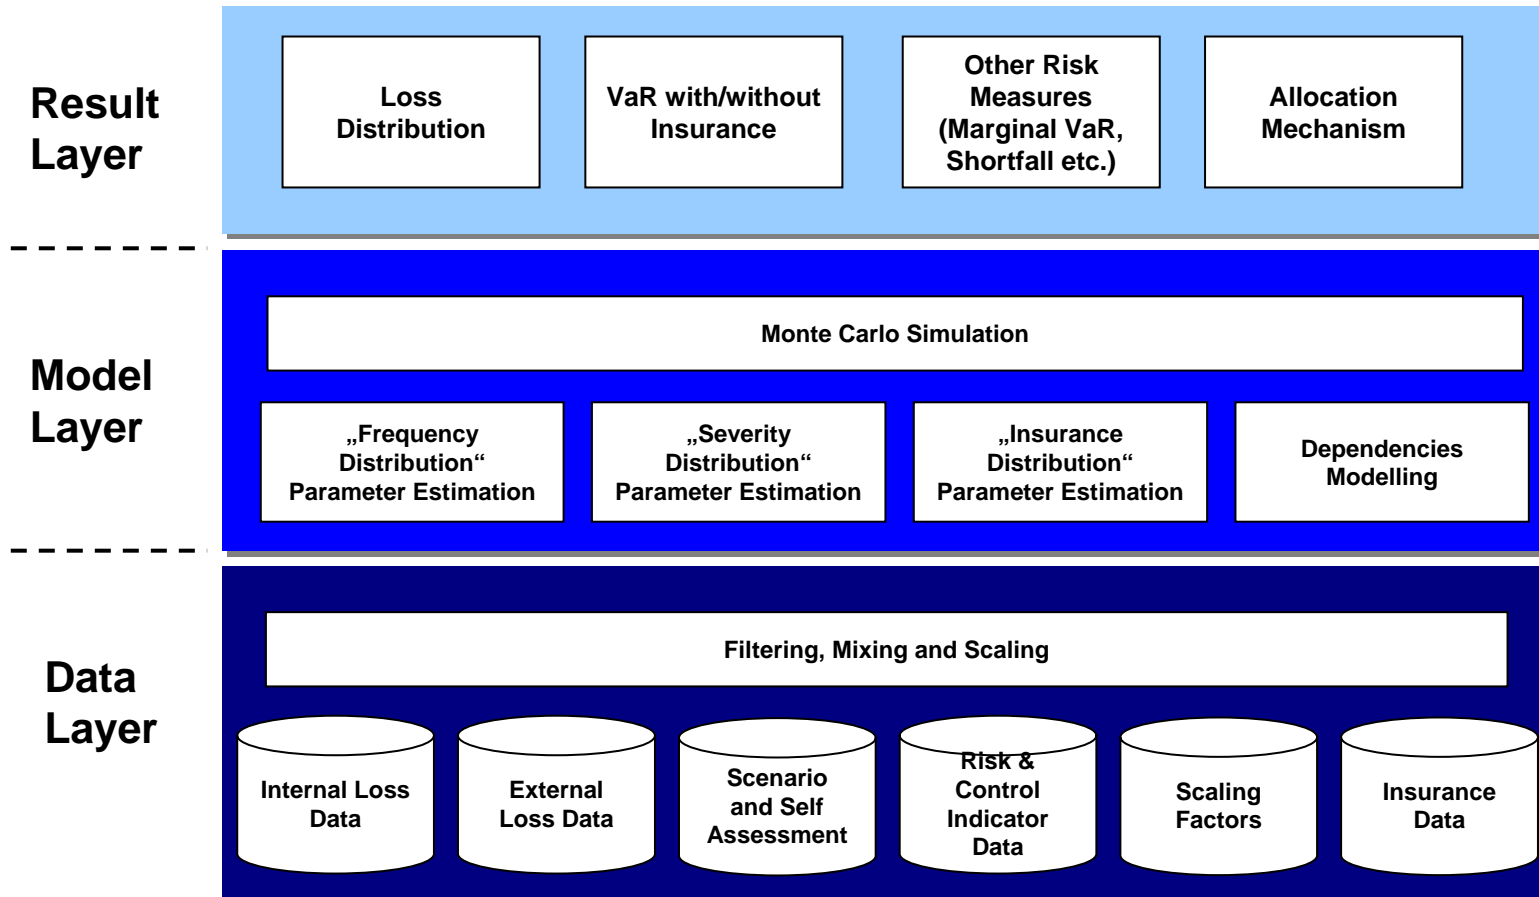 Result
Layer
Loss
Distribution
VaR with/without
Insurance
Other Risk
Measures
(Marginal VaR,
Shortfall etc.)
Allocation
Mechanism
Model
Layer
Monte Carlo Simulation
„Frequency
Distribution“
Parameter Estimation
„Severity
Distribution“
Parameter Estimation
„Insurance
Distribution“
Parameter Estimation
Dependencies
Modelling
Data
Layer
Filtering, Mixing and Scaling
Internal Loss
Data
External
Loss Data
Scenario
and Self
Assessment
Risk &
Control
Indicator
Data
Scaling
Factors
Insurance
Data